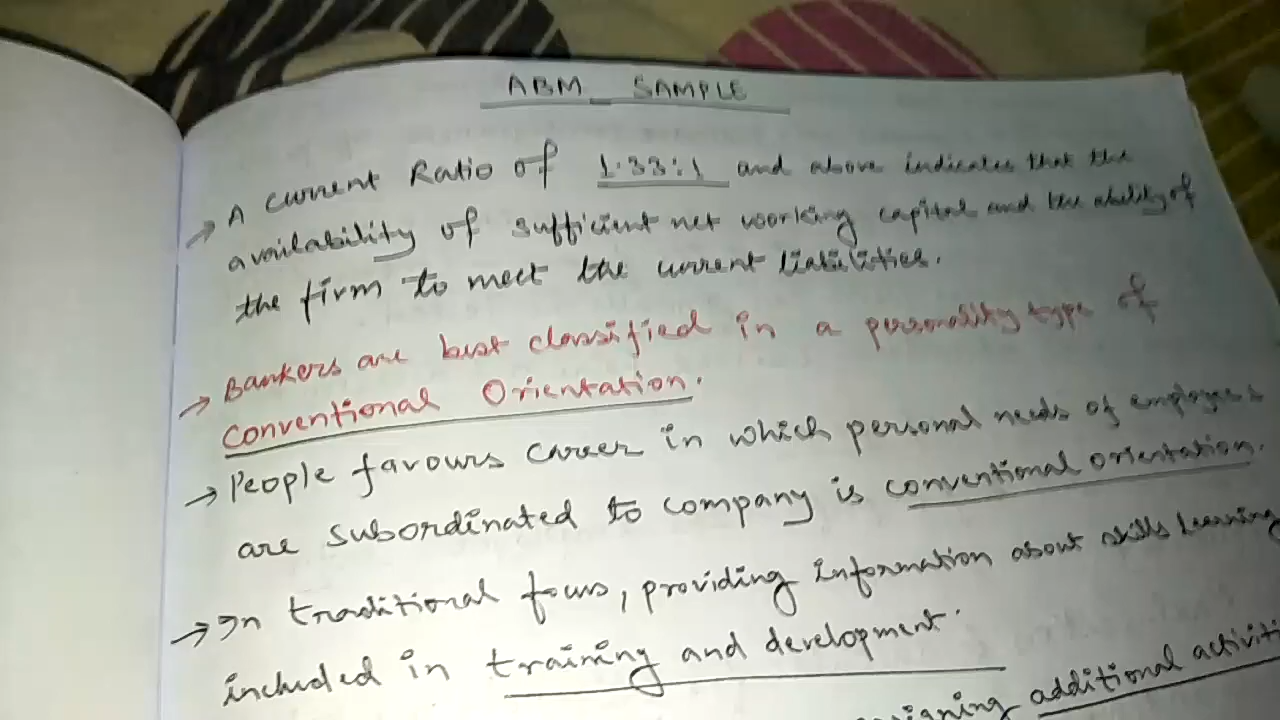 ABM SAMPLE
→ A current Ratio of 1.33:1 and above indicates that the
availability of sufficient net working capital and the ability of
the firm to meet the current liabilities.
→ Bankers are best classified in a personality type of
Conventional Orientation.
→ People favours career in which personal needs of employees
are subordinated to company is conventional orientation.
→ In traditional focus, providing information about skills learning
included in training and development.
additional activiti